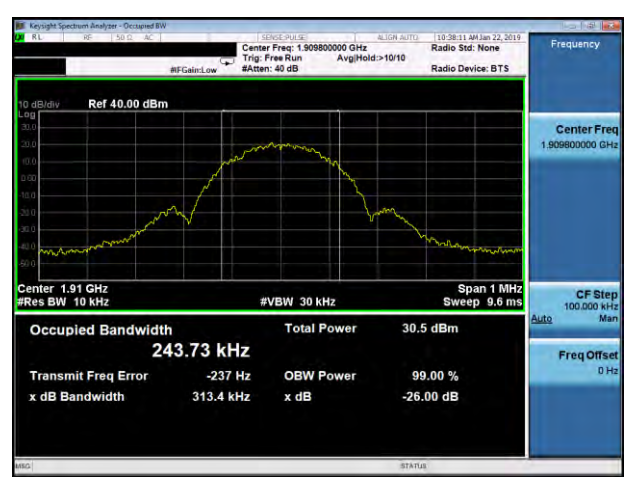 Keysight Spectrum Analyzer - Occupied BW
RL RF 50 Ω AC SENSE:PULSE ALIGN AUTO 10:38:11 AM Jan 22, 2019
Center Freq: 1.909800000 GHz Radio Std: None
Trig: Free Run Avg|Hold:>10/10
#IFGain:Low #Atten: 40 dB Radio Device: BTS
10 dB/div Ref 40.00 dBm
Log
30.0
20.0
10.0
0.00
-10.0
-20.0
-30.0
-40.0
-50.0
Center 1.91 GHz Span 1 MHz
#Res BW 10 kHz #VBW 30 kHz Sweep 9.6 ms
Occupied Bandwidth Total Power 30.5 dBm
243.73 kHz
Transmit Freq Error -237 Hz OBW Power 99.00 %
x dB Bandwidth 313.4 kHz x dB -26.00 dB
MSG STATUS
Frequency
Center Freq
1.909800000 GHz
CF Step
100.000 kHz
Auto Man
Freq Offset
0 Hz